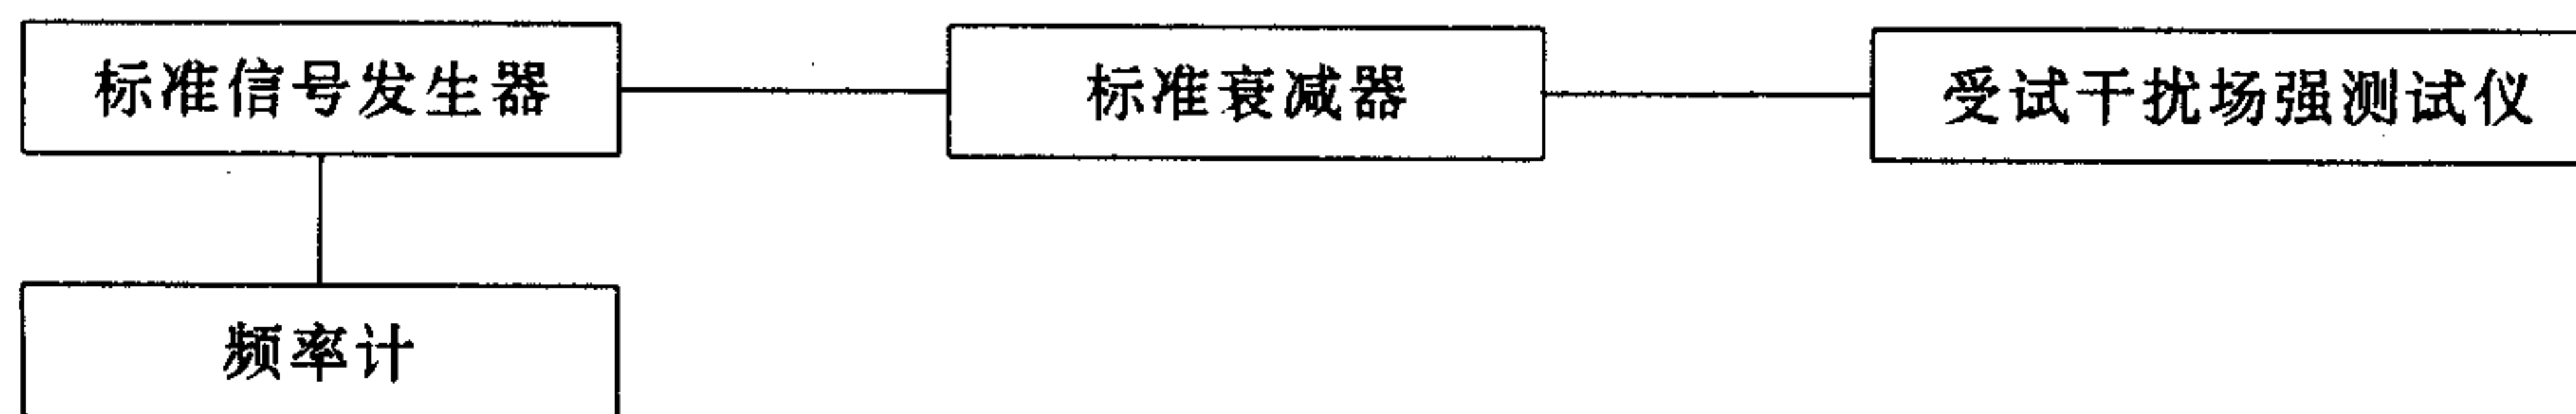 标准信号发生器
标准衰减器
受试干扰场强测试仪
频率计